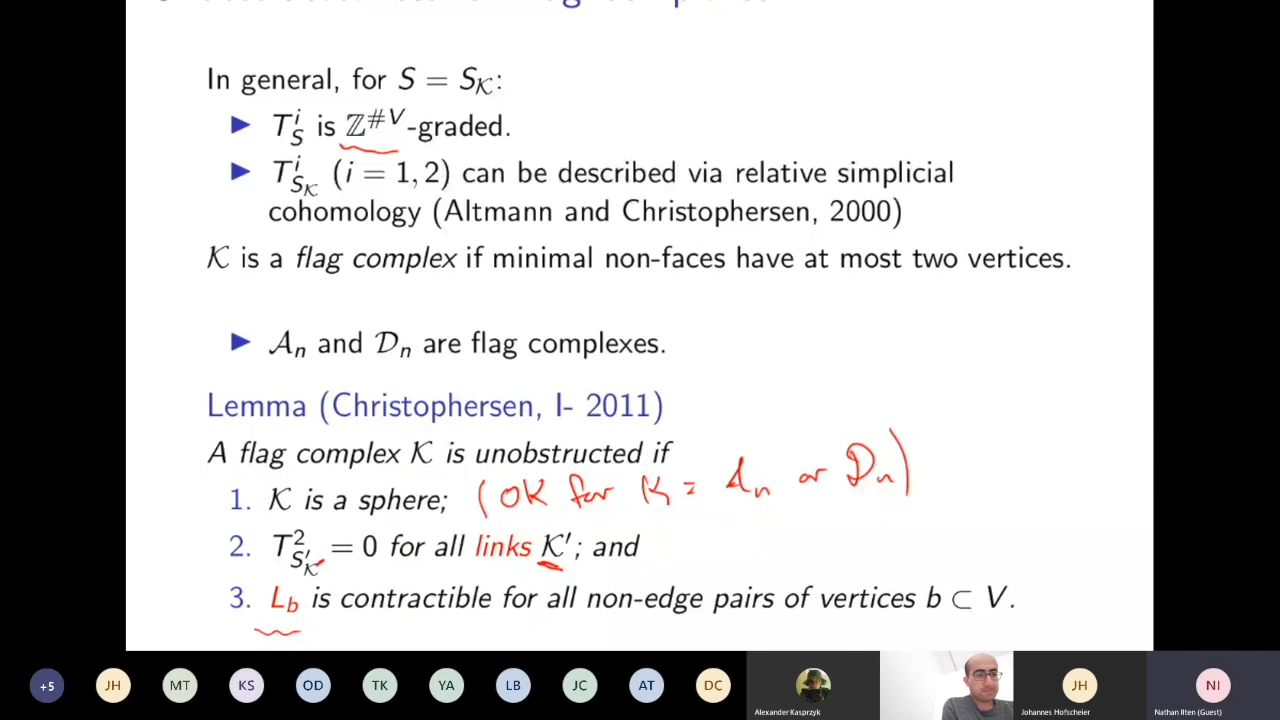 In general, for S = S_𝒦:
▶ T^i_S is ℤ^{#V}-graded.
▶ T^i_{S_𝒦} (i = 1, 2) can be described via relative simplicial
cohomology (Altmann and Christophersen, 2000)
𝒦 is a flag complex if minimal non-faces have at most two vertices.
▶ 𝒜_n and 𝒟_n are flag complexes.
Lemma (Christophersen, I- 2011)
A flag complex 𝒦 is unobstructed if
1. 𝒦 is a sphere; (OK for 𝒦 = 𝒜_n or 𝒟_n)
2. T^2_{S'_𝒦} = 0 for all links 𝒦'; and
3. L_b is contractible for all non-edge pairs of vertices b ⊂ V.
+5 JH MT KS OD TK YA LB JC AT DC JH NI
Alexander Kasprzyk Johannes Hofscheier Nathan Ilten (Guest)